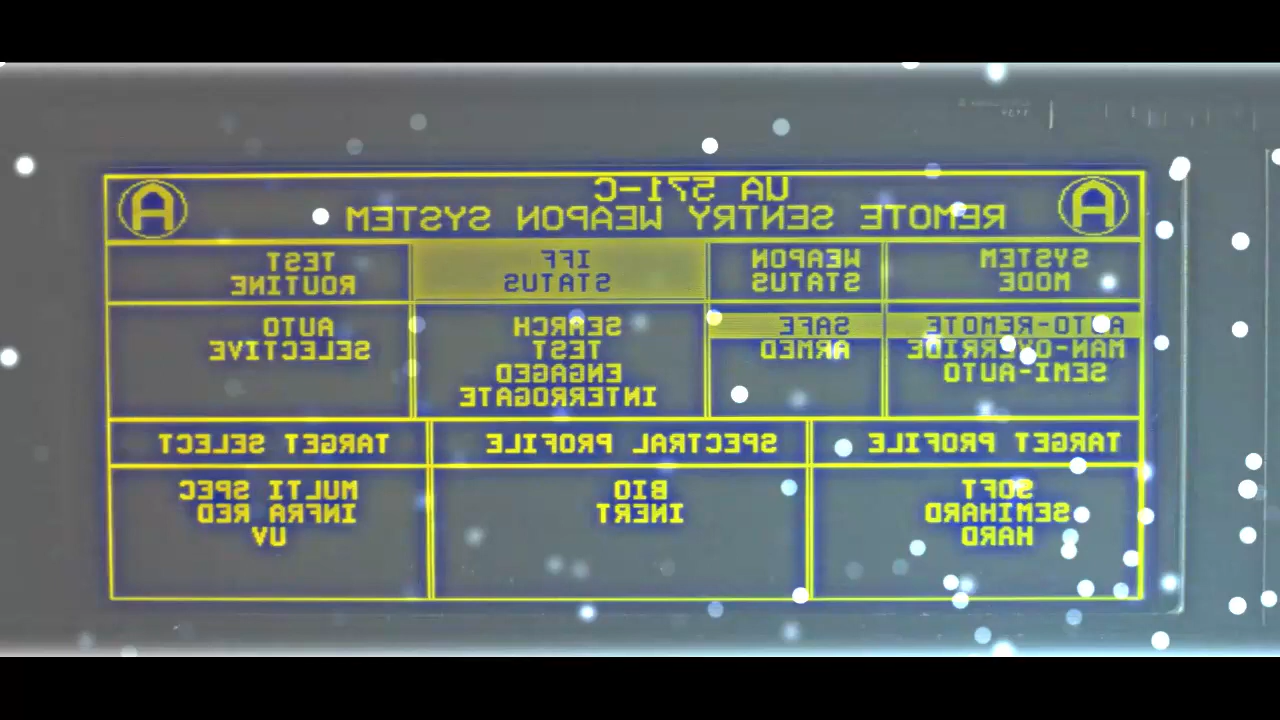 UA 571-C
REMOTE SENTRY WEAPON SYSTEM
SYSTEM MODE
AUTO-REMOTE
MAN-OVERRIDE
SEMI-AUTO
WEAPON STATUS
SAFE
ARMED
IFF STATUS
SEARCH
TEST
ENGAGED
INTERROGATE
TEST ROUTINE
AUTO
SELECTIVE
TARGET PROFILE
SOFT
SEMIHARD
HARD
SPECTRAL PROFILE
BIO
INERT
TARGET SELECT
MULTI SPEC
INFRA RED
UV